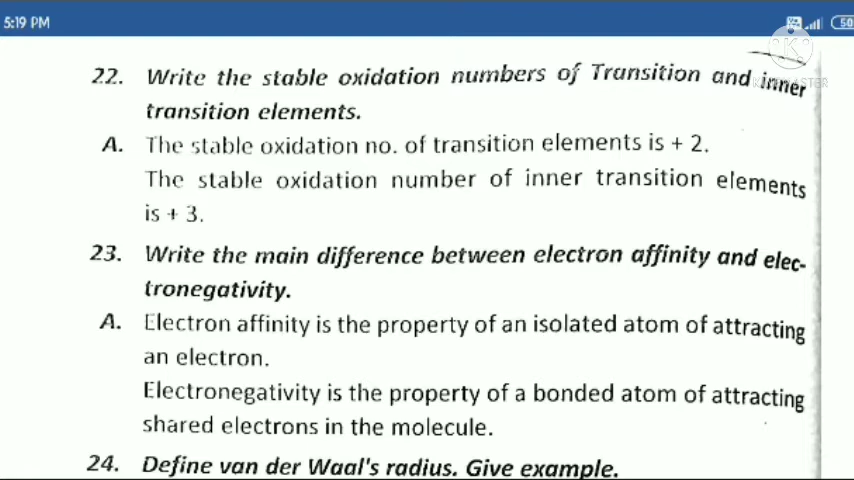 5:19 PM
50
22. Write the stable oxidation numbers of Transition and inner
transition elements.
A. The stable oxidation no. of transition elements is + 2.
The stable oxidation number of inner transition elements
is + 3.
23. Write the main difference between electron affinity and elec-
tronegativity.
A. Electron affinity is the property of an isolated atom of attracting
an electron.
Electronegativity is the property of a bonded atom of attracting
shared electrons in the molecule.
24. Define van der Waal's radius. Give example.